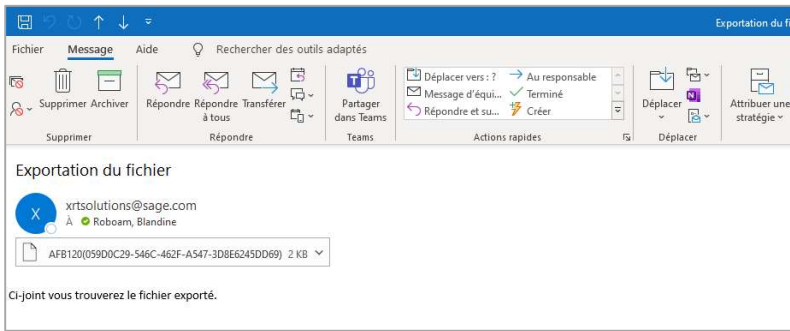 Exportation du fi
Fichier Message Aide Rechercher des outils adaptés
Supprimer Archiver
Répondre Répondre à tous Transférer
Partager dans Teams
Déplacer vers : ? Au responsable
Message d'équi... Terminé
Répondre et su... Créer
Déplacer
Attribuer une stratégie
Supprimer Répondre Teams Actions rapides Déplacer
Exportation du fichier
X
xrtsolutions@sage.com
À Roboam, Blandine
AFB120(059D0C29-546C-462F-A547-3D8E6245DD69) 2 KB
Ci-joint vous trouverez le fichier exporté.